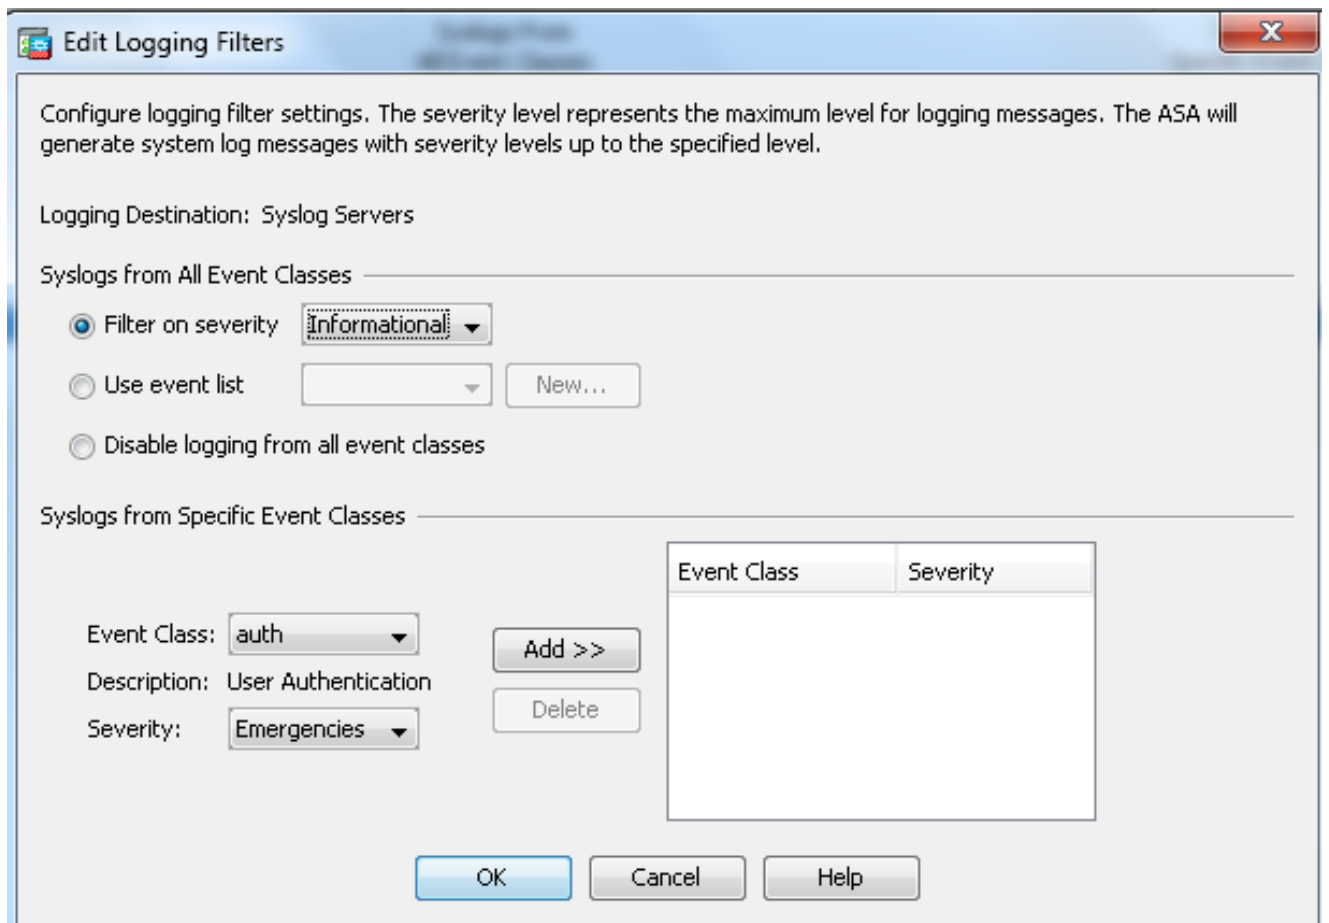 Edit Logging Filters
Configure logging filter settings. The severity level represents the maximum level for logging messages. The ASA will
generate system log messages with severity levels up to the specified level.
Logging Destination: Syslog Servers
Syslogs from All Event Classes
Filter on severity Informational
Use event list New...
Disable logging from all event classes
Syslogs from Specific Event Classes
Event Class Severity
Event Class: auth
Add >>
Description: User Authentication
Delete
Severity: Emergencies
OK Cancel Help